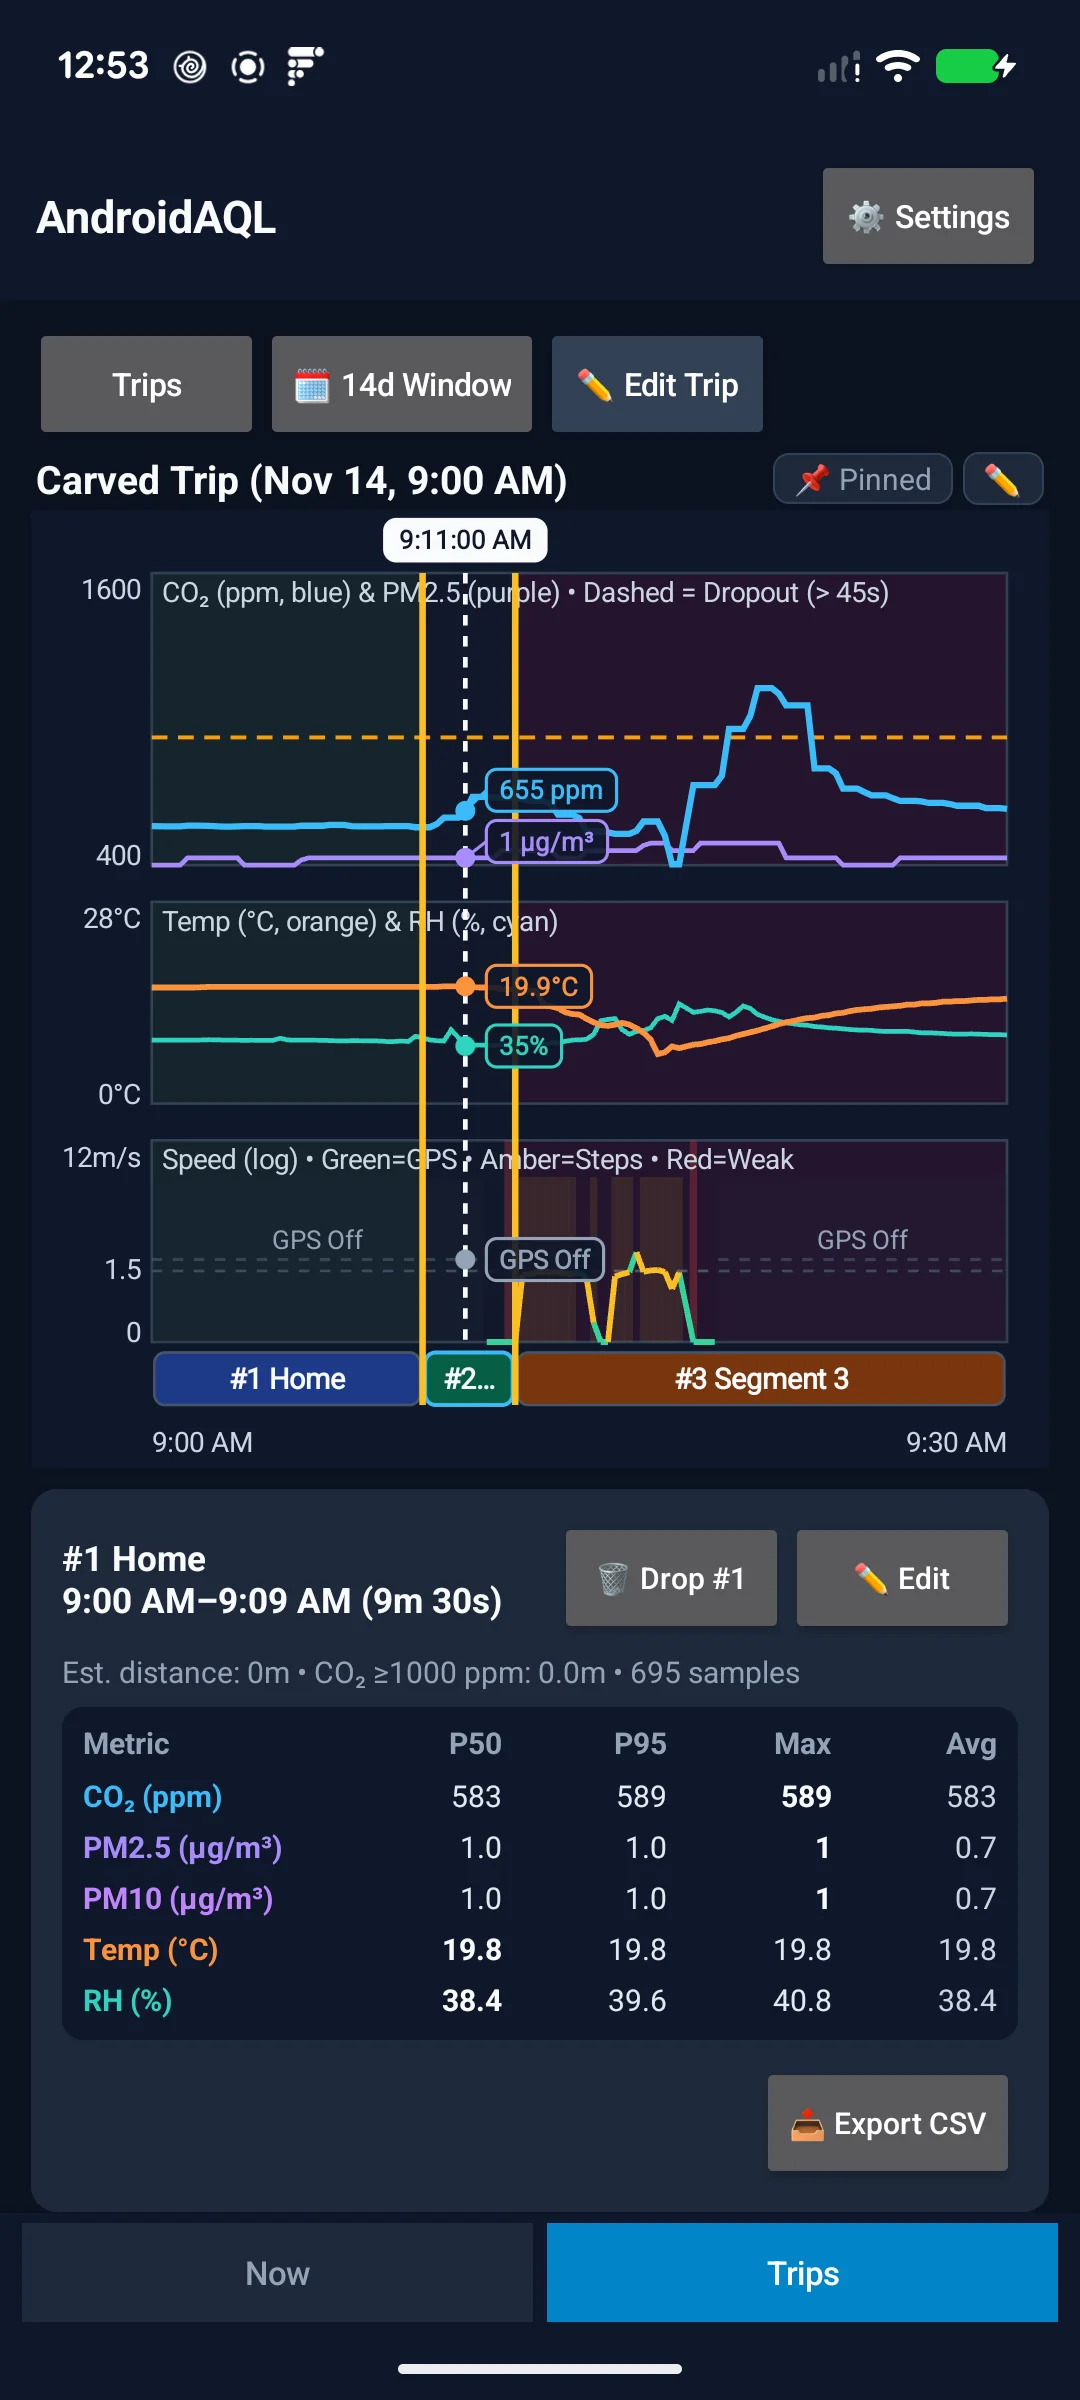 12:53
AndroidAQL
⚙️ Settings
Trips
🗓️ 14d Window
✏️ Edit Trip
Carved Trip (Nov 14, 9:00 AM)
📌 Pinned
✏️
9:11:00 AM
1600
CO₂ (ppm, blue) & PM2.5 (purple) • Dashed = Dropout (> 45s)
655 ppm
1 µg/m³
400
28°C
Temp (°C, orange) & RH (%, cyan)
19.9°C
35%
0°C
12m/s
Speed (log) • Green=GPS • Amber=Steps • Red=Weak
GPS Off
GPS Off
GPS Off
1.5
0
#1 Home
#2...
#3 Segment 3
9:00 AM
9:30 AM
#1 Home
9:00 AM–9:09 AM (9m 30s)
🗑️ Drop #1
✏️ Edit
Est. distance: 0m • CO₂ ≥1000 ppm: 0.0m • 695 samples
Metric P50 P95 Max Avg
CO₂ (ppm) 583 589 589 583
PM2.5 (µg/m³) 1.0 1.0 1 0.7
PM10 (µg/m³) 1.0 1.0 1 0.7
Temp (°C) 19.8 19.8 19.8 19.8
RH (%) 38.4 39.6 40.8 38.4
📤 Export CSV
Now
Trips